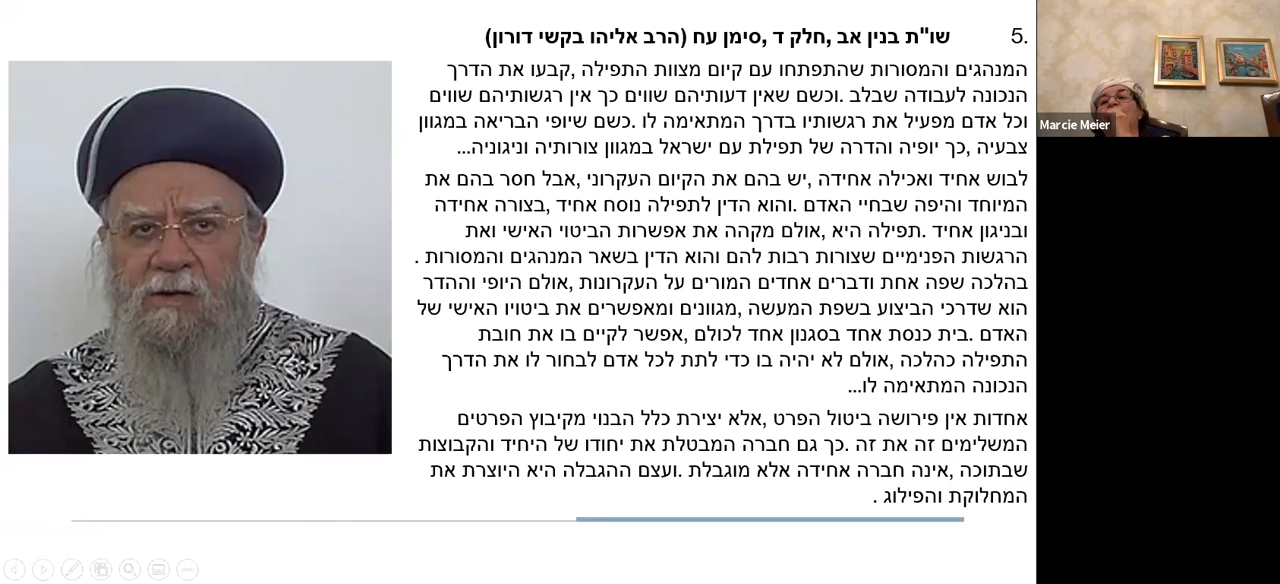 5. שו"ת בנין אב ,חלק ד ,סימן עח (הרב אליהו בקשי דורון)
המנהגים והמסורות שהתפתחו עם קיום מצוות התפילה ,קבעו את הדרך
הנכונה לעבודה שבלב .וכשם שאין דעותיהם שווים כך אין רגשותיהם שווים
וכל אדם מפעיל את רגשותיו בדרך המתאימה לו .כשם שיופי הבריאה במגוון
צבעיה ,כך יופיה והדרה של תפילת עם ישראל במגוון צורותיה וניגוניה...
לבוש אחיד ואכילה אחידה ,יש בהם את הקיום העקרוני ,אבל חסר בהם את
המיוחד והיפה שבחיי האדם .והוא הדין לתפילה נוסח אחיד ,בצורה אחידה
ובניגון אחיד .תפילה היא ,אולם מקהה את אפשרות הביטוי האישי ואת
הרגשות הפנימיים שצורות רבות להם והוא הדין בשאר המנהגים והמסורות .
בהלכה שפה אחת ודברים אחדים המורים על העקרונות ,אולם היופי וההדר
הוא שדרכי הביצוע בשפת המעשה ,מגוונים ומאפשרים את ביטויו האישי של
האדם .בית כנסת אחד בסגנון אחד לכולם ,אפשר לקיים בו את חובת
התפילה כהלכה ,אולם לא יהיה בו כדי לתת לכל אדם לבחור לו את הדרך
הנכונה המתאימה לו...
אחדות אין פירושה ביטול הפרט ,אלא יצירת כלל הבנוי מקיבוץ הפרטים
המשלימים זה את זה .כך גם חברה המבטלת את יחודו של היחיד והקבוצות
שבתוכה ,אינה חברה אחידה אלא מוגבלת .ועצם ההגבלה היא היוצרת את
המחלוקת והפילוג .
Marcie Meier